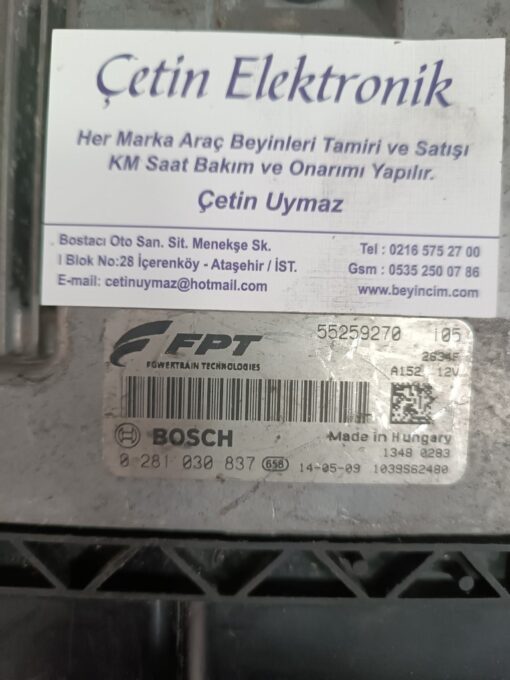 Çetin Elektronik
Her Marka Araç Beyinleri Tamiri ve Satışı
KM Saat Bakım ve Onarımı Yapılır.
Çetin Uymaz
Bostacı Oto San. Sit. Menekşe Sk.
I Blok No:28 İçerenköy - Ataşehir / İST.
E-mail: cetinuymaz@hotmail.com
Tel : 0216 575 27 00
Gsm : 0535 250 07 86
www.beyincim.com
FPT 55259270 105
POWERTRAIN TECHNOLOGIES
A152 12V
BOSCH Made in Hungary
1348 0283
0 281 030 837 658 14-05-09 1039S62480